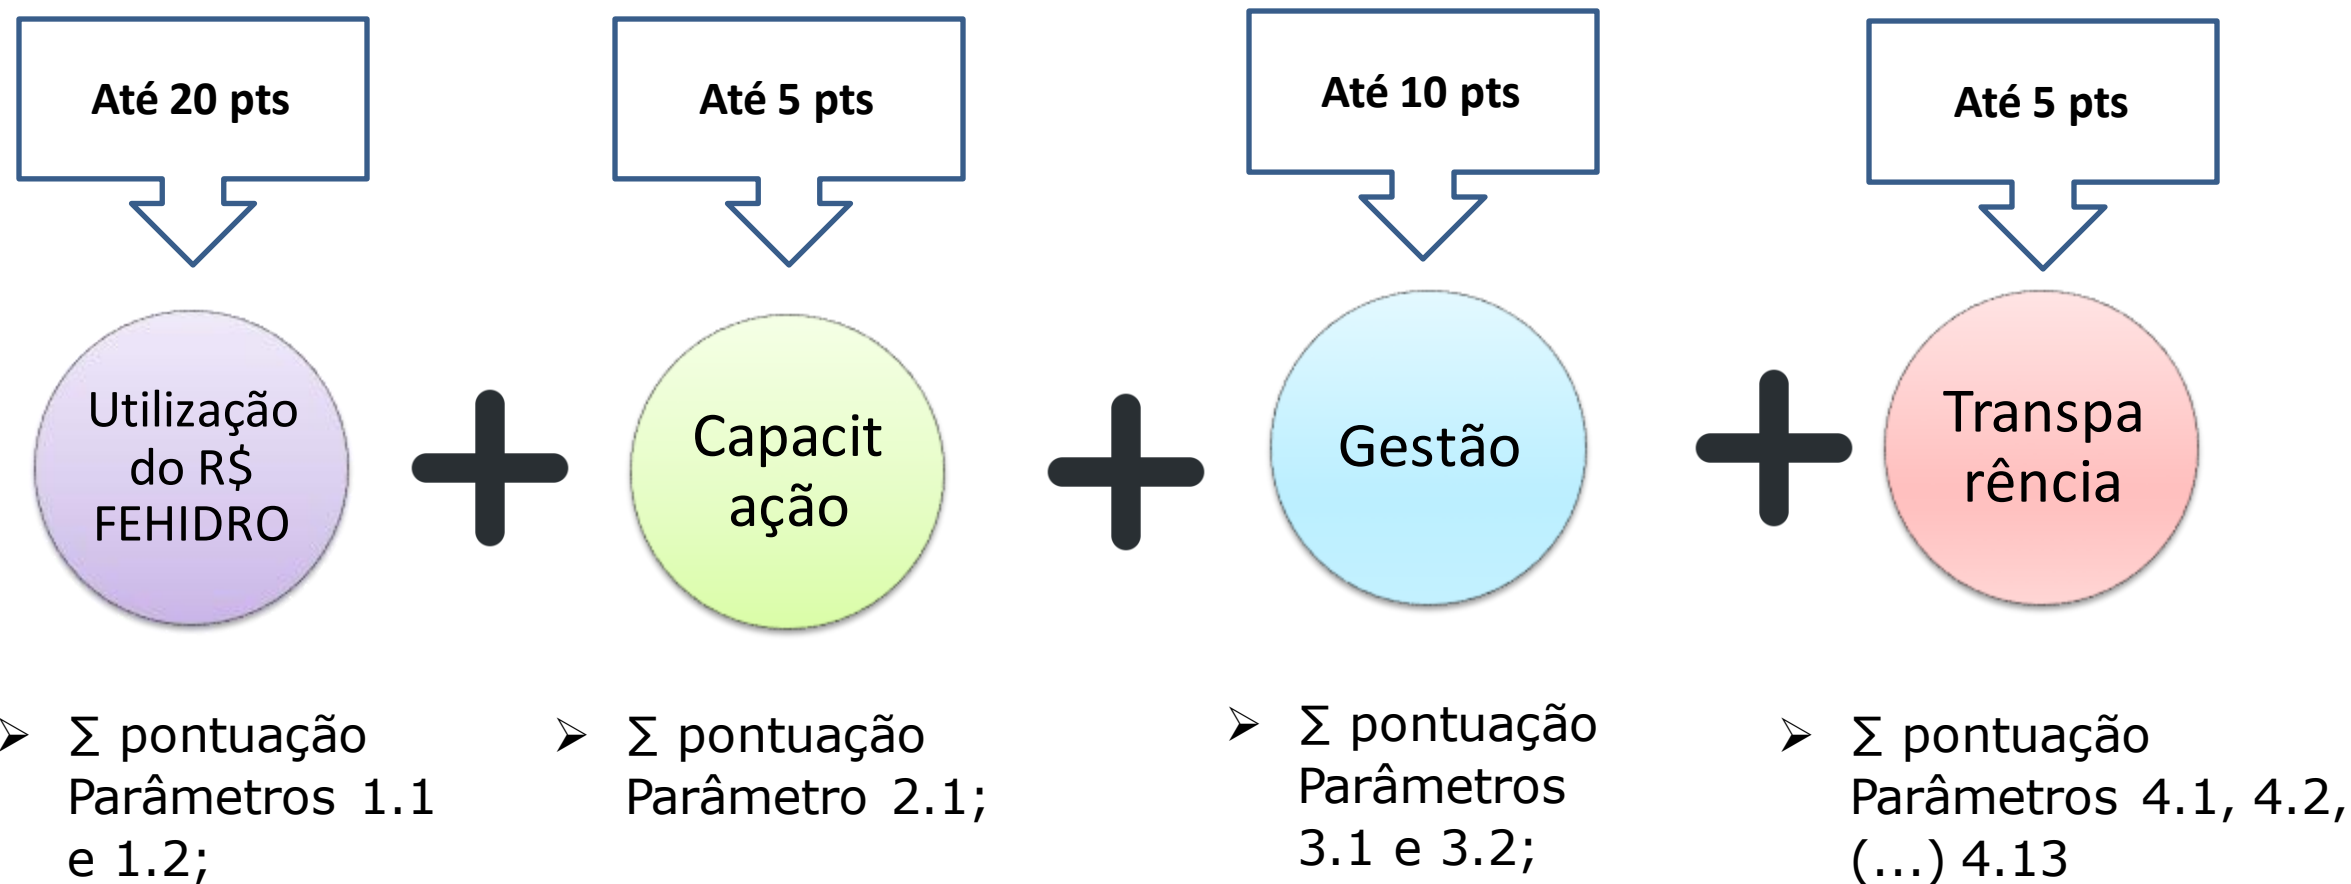 Até 20 pts
Até 5 pts
Até 10 pts
Até 5 pts
Utilização
do R$
FEHIDRO
Capacit
ação
Gestão
Transpa
rência
➢ ∑ pontuação
Parâmetros 1.1
e 1.2;
➢ ∑ pontuação
Parâmetro 2.1;
➢ ∑ pontuação
Parâmetros
3.1 e 3.2;
➢ ∑ pontuação
Parâmetros 4.1, 4.2,
(...) 4.13